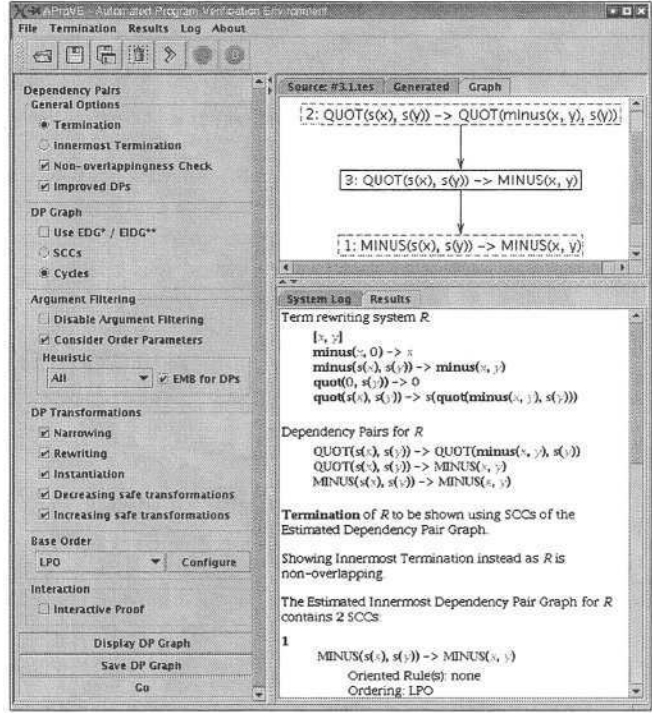 AProVE - Automated Program Verification Environment
File Termination Results Log About
Dependency Pairs
General Options
Termination
Innermost Termination
Non-overlappingness Check
Improved DPs
DP Graph
Use EDG* / EIDG**
SCCs
Cycles
Argument Filtering
Disable Argument Filtering
Consider Order Parameters
Heuristic
All EMB for DPs
DP Transformations
Narrowing
Rewriting
Instantiation
Decreasing safe transformations
Increasing safe transformations
Base Order
LPO Configure
Interaction
Interactive Proof
Display DP Graph
Save DP Graph
Go
Source: #3.1.tes Generated Graph
2: QUOT(s(x), s(y)) -> QUOT(minus(x, y), s(y))
3: QUOT(s(x), s(y)) -> MINUS(x, y)
1: MINUS(s(x), s(y)) -> MINUS(x, y)
System Log Results
Term rewriting system R
[x, y]
minus(x, 0) -> x
minus(s(x), s(y)) -> minus(x, y)
quot(0, s(y)) -> 0
quot(s(x), s(y)) -> s(quot(minus(x, y), s(y)))
Dependency Pairs for R
QUOT(s(x), s(y)) -> QUOT(minus(x, y), s(y))
QUOT(s(x), s(y)) -> MINUS(x, y)
MINUS(s(x), s(y)) -> MINUS(x, y)
Termination of R to be shown using SCCs of the
Estimated Dependency Pair Graph.
Showing Innermost Termination instead as R is
non-overlapping.
The Estimated Innermost Dependency Pair Graph for R
contains 2 SCCs:
1
MINUS(s(x), s(y)) -> MINUS(x, y)
Oriented Rule(s): none
Ordering: LPO